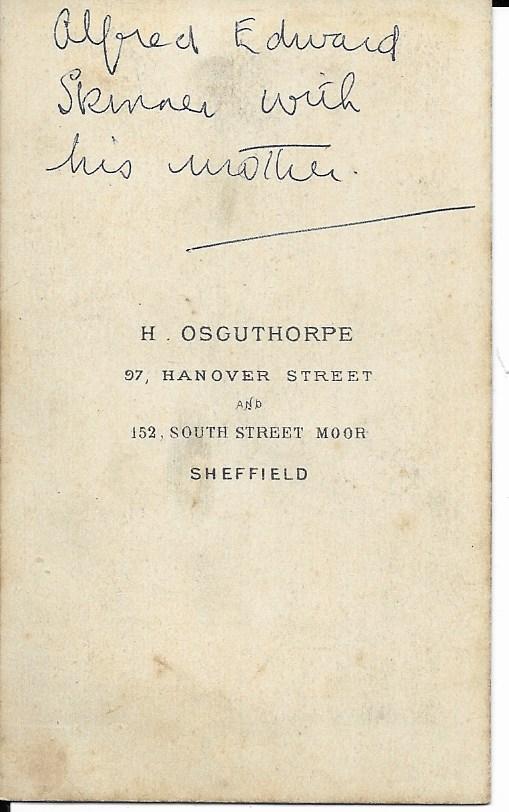 Alfred Edward
Skinner with
his mother.
H. OSGUTHORPE
97, HANOVER STREET
AND
152, SOUTH STREET MOOR
SHEFFIELD